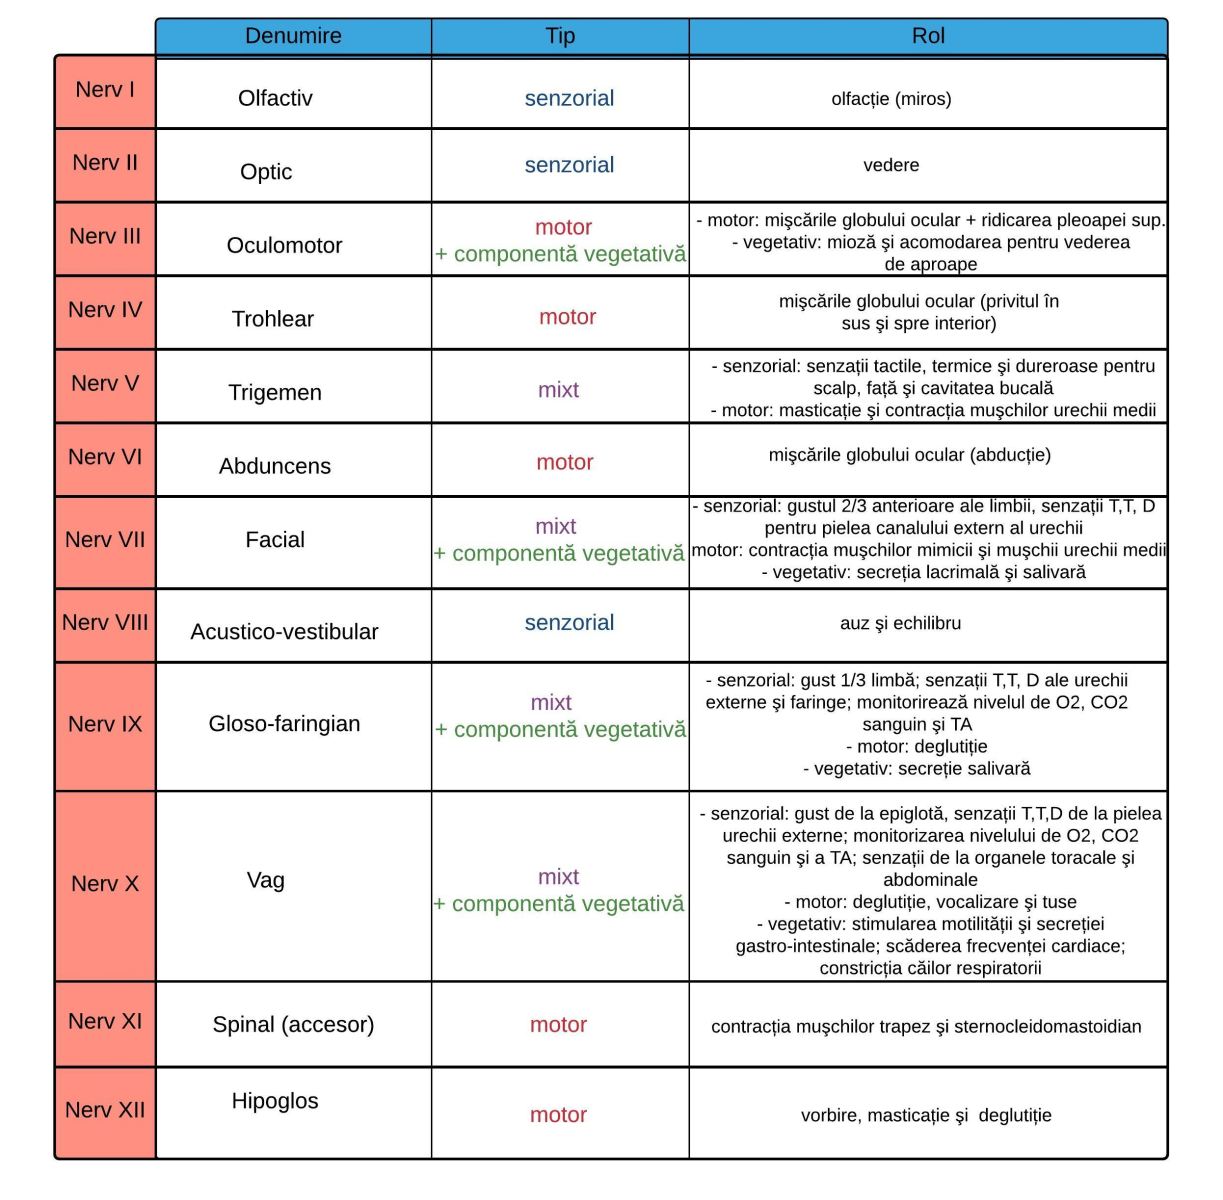 Denumire Tip Rol
Nerv I Olfactiv senzorial olfacție (miros)
Nerv II Optic senzorial vedere
Nerv III Oculomotor motor
+ componentă vegetativă
- motor: mişcările globului ocular + ridicarea pleoapei sup.
- vegetativ: mioză şi acomodarea pentru vederea
de aproape
Nerv IV Trohlear motor
mişcările globului ocular (privitul în
sus şi spre interior)
Nerv V Trigemen mixt
- senzorial: senzații tactile, termice şi dureroase pentru
scalp, față şi cavitatea bucală
- motor: masticație şi contracția muşchilor urechii medii
Nerv VI Abduncens motor mişcările globului ocular (abducție)
Nerv VII Facial mixt
+ componentă vegetativă
- senzorial: gustul 2/3 anterioare ale limbii, senzații T,T, D
pentru pielea canalului extern al urechii
motor: contracția muşchilor mimicii şi muşchii urechii medii
- vegetativ: secreția lacrimală şi salivară
Nerv VIII Acustico-vestibular senzorial auz şi echilibru
Nerv IX Gloso-faringian mixt
+ componentă vegetativă
- senzorial: gust 1/3 limbă; senzații T,T, D ale urechii
externe şi faringe; monitorirează nivelul de O2, CO2
sanguin şi TA
- motor: deglutiție
- vegetativ: secreție salivară
Nerv X Vag mixt
+ componentă vegetativă
- senzorial: gust de la epiglotă, senzații T,T,D de la pielea
urechii externe; monitorizarea nivelului de O2, CO2
sanguin şi a TA; senzații de la organele toracale şi
abdominale
- motor: deglutiție, vocalizare şi tuse
- vegetativ: stimularea motilității şi secreției
gastro-intestinale; scăderea frecvenței cardiace;
constricția căilor respiratorii
Nerv XI Spinal (accesor) motor contracția muşchilor trapez şi sternocleidomastoidian
Nerv XII Hipoglos motor vorbire, masticație şi deglutiție